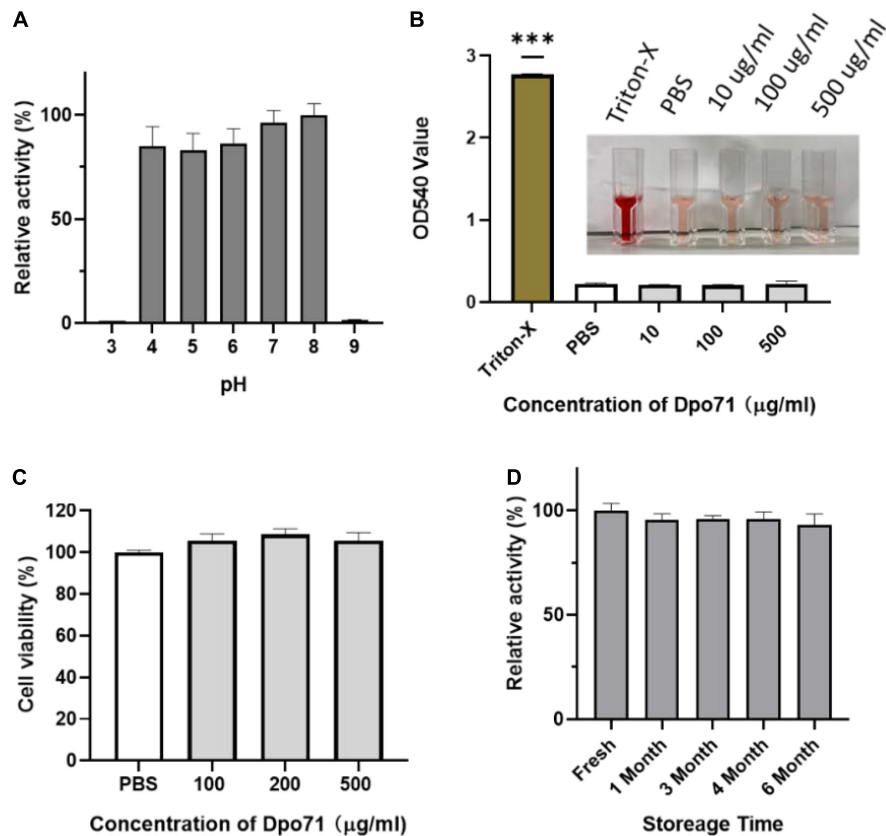 A
Relative activity (%)
100
50
0
3 4 5 6 7 8 9
pH
B
OD540 Value
3
2
1
0
***
Triton-X
PBS
10 ug/ml
100 ug/ml
500 ug/ml
Triton-X
PBS
10
100
500
Concentration of Dpo71（μg/ml)
C
Cell viability (%)
120
100
80
60
40
20
0
PBS 100 200 500
Concentration of Dpo71（μg/ml)
D
Relative activity (%)
100
50
0
Fresh
1 Month
3 Month
4 Month
6 Month
Storeage Time